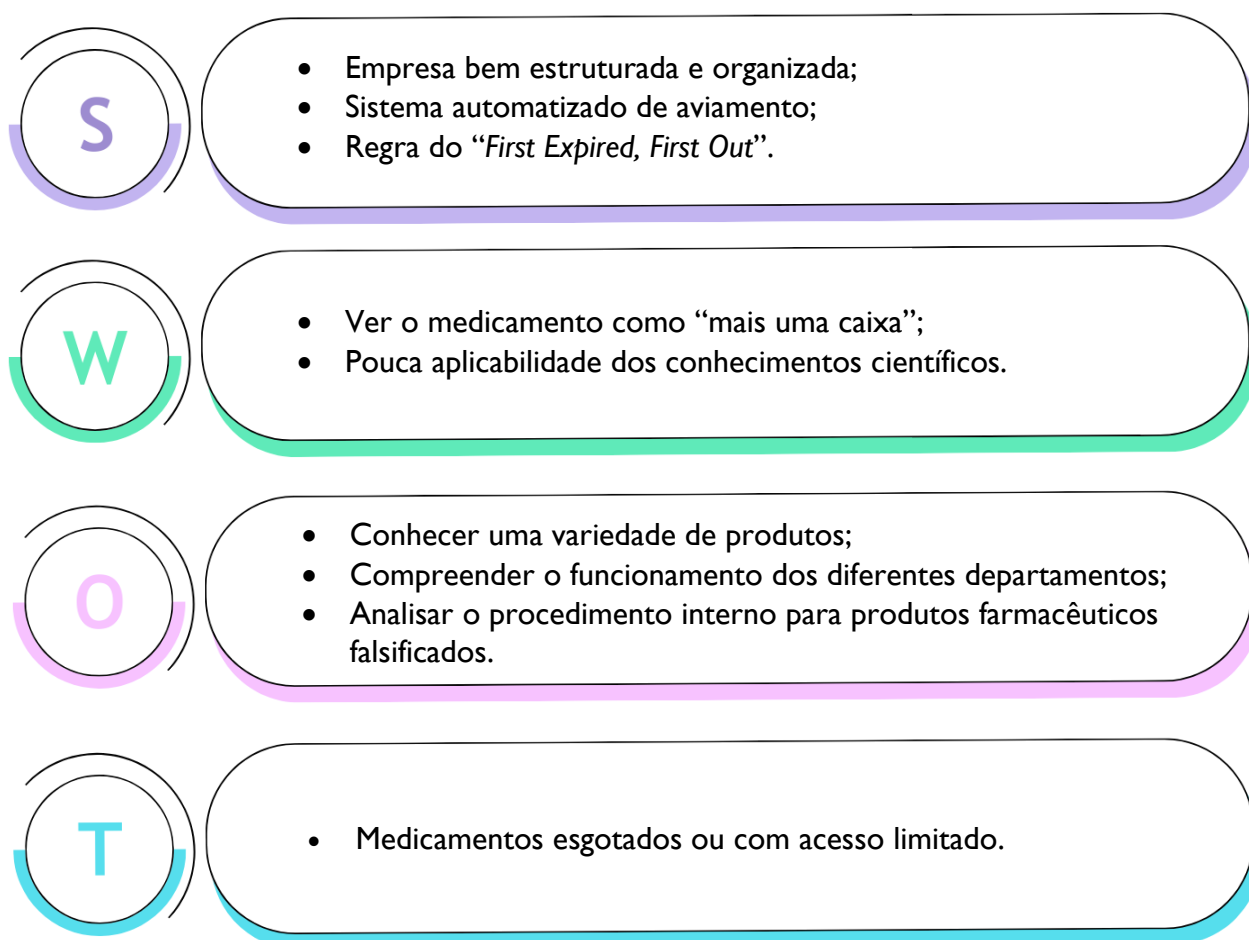 S
• Empresa bem estruturada e organizada;
• Sistema automatizado de aviamento;
• Regra do “First Expired, First Out”.
W
• Ver o medicamento como “mais uma caixa”;
• Pouca aplicabilidade dos conhecimentos científicos.
O
• Conhecer uma variedade de produtos;
• Compreender o funcionamento dos diferentes departamentos;
• Analisar o procedimento interno para produtos farmacêuticos
falsificados.
T
• Medicamentos esgotados ou com acesso limitado.